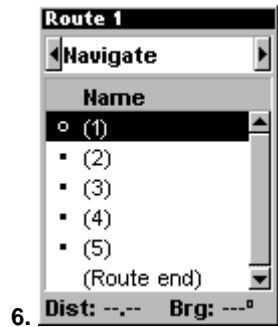 Route 1
Navigate
Name
(1)
(2)
(3)
(4)
(5)
(Route end)
6. Dist: --.-- Brg: ---º